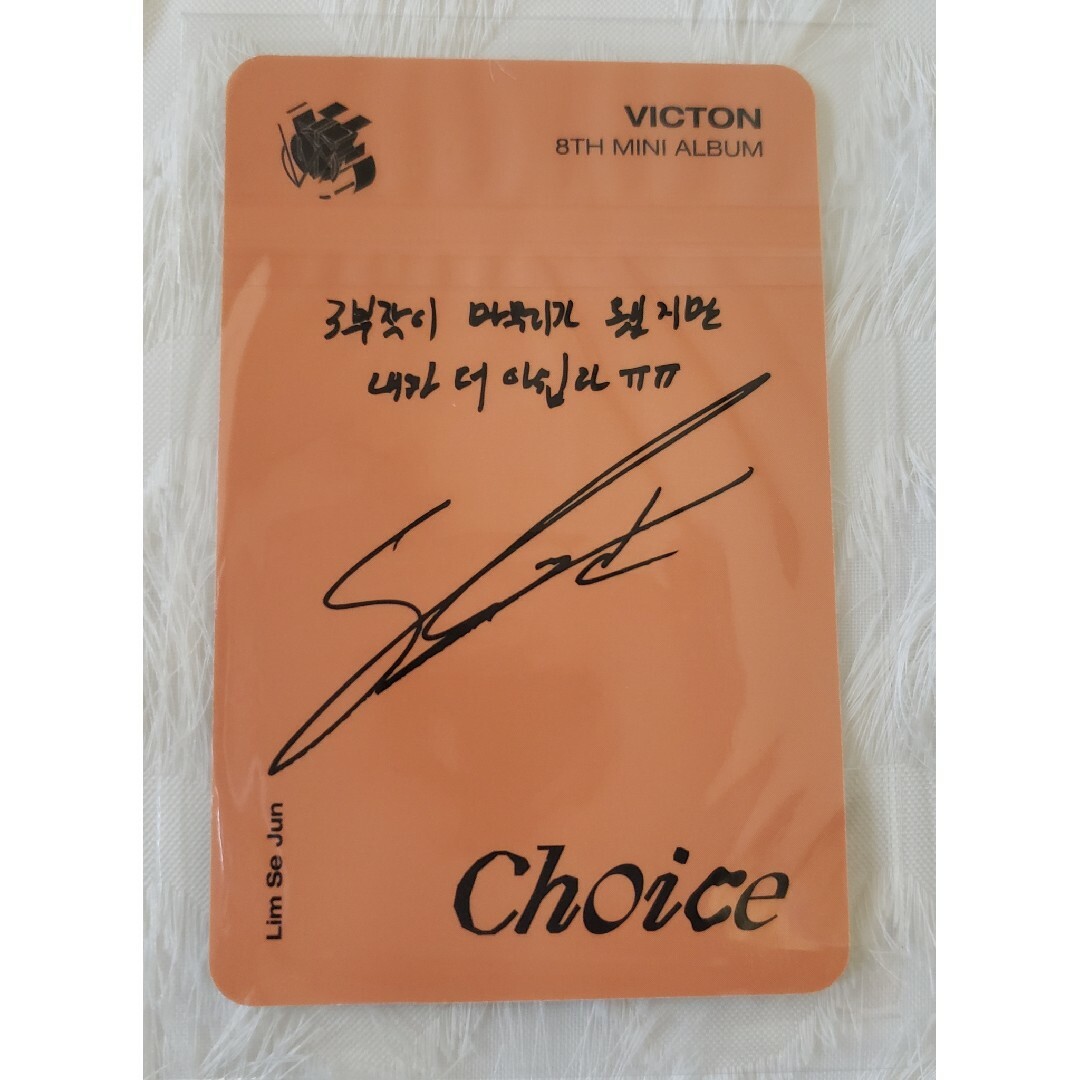 VICTON
8TH MINI ALBUM
3부작이 마무리가 됐지만
내가 더 아쉽다 ㅠㅠ
Lim Se Jun
Choice